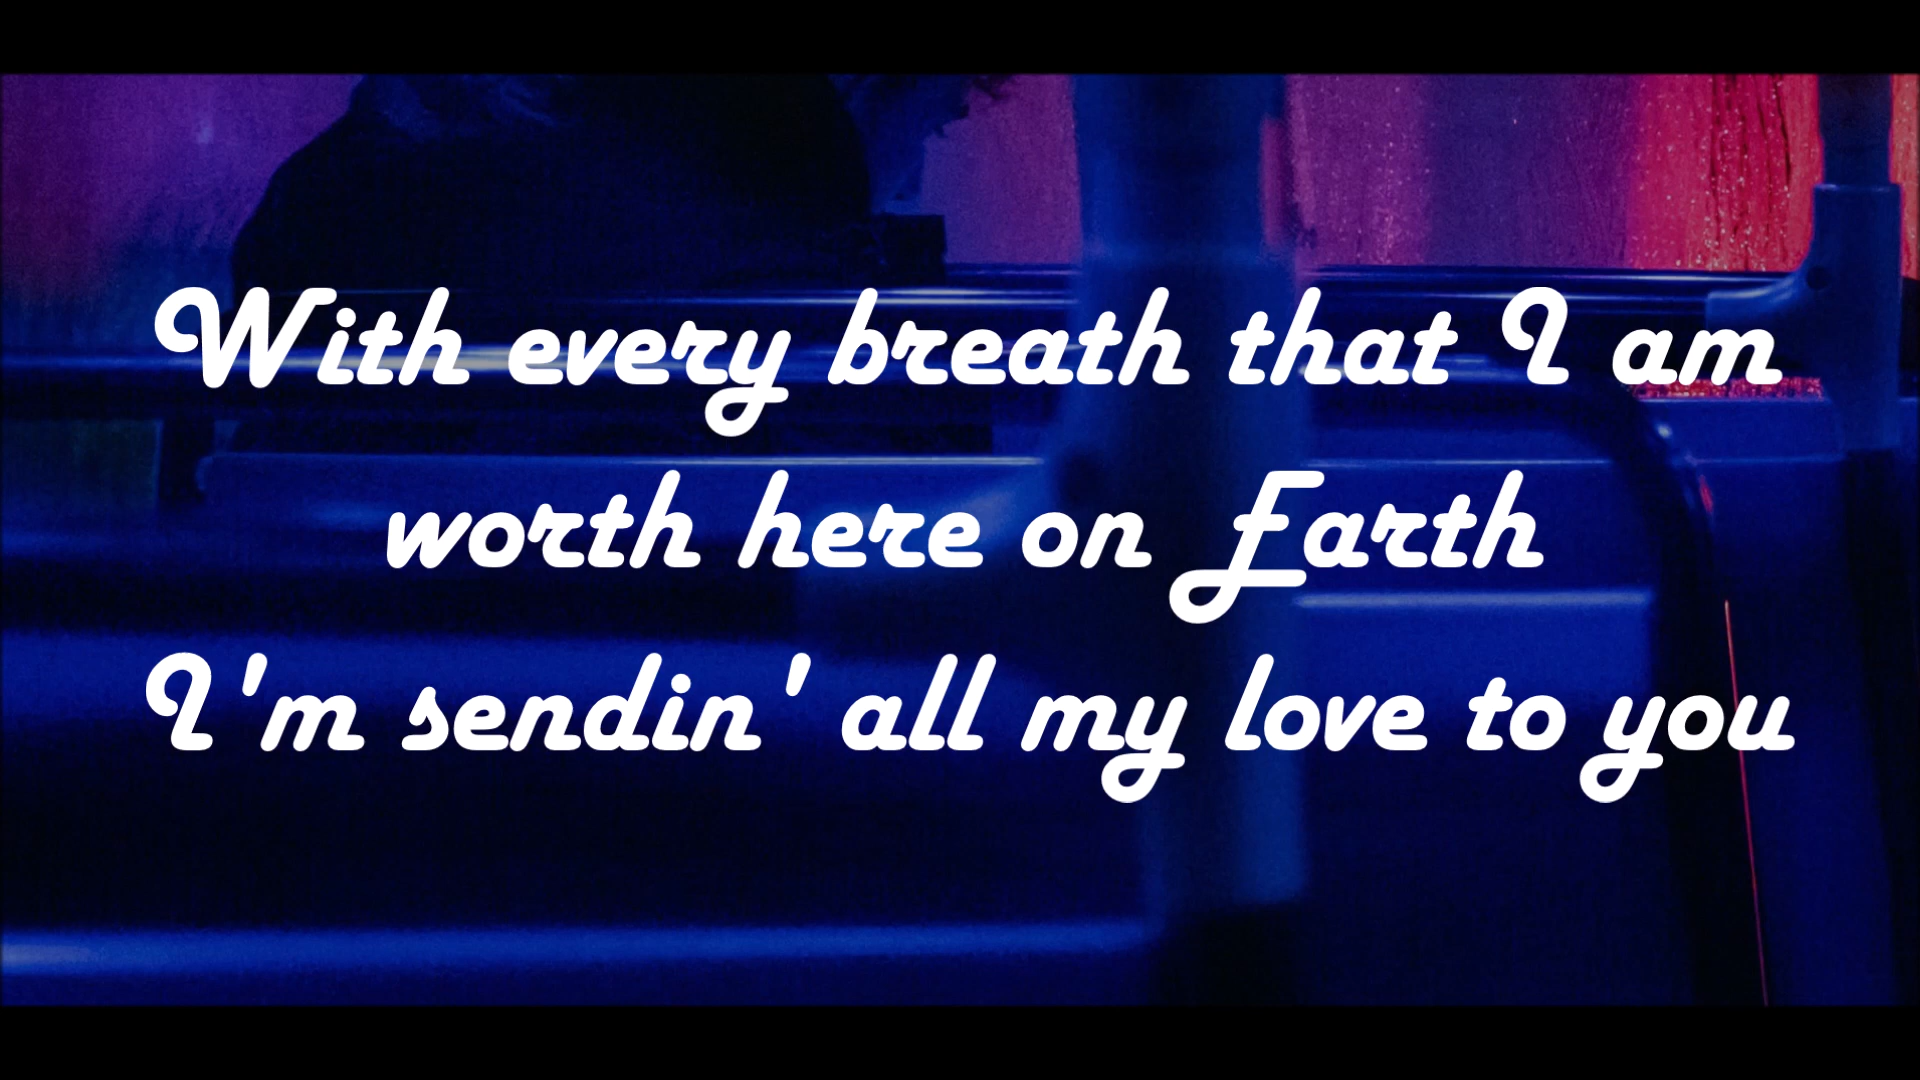 With every breath that I am
worth here on Earth
I'm sendin' all my love to you